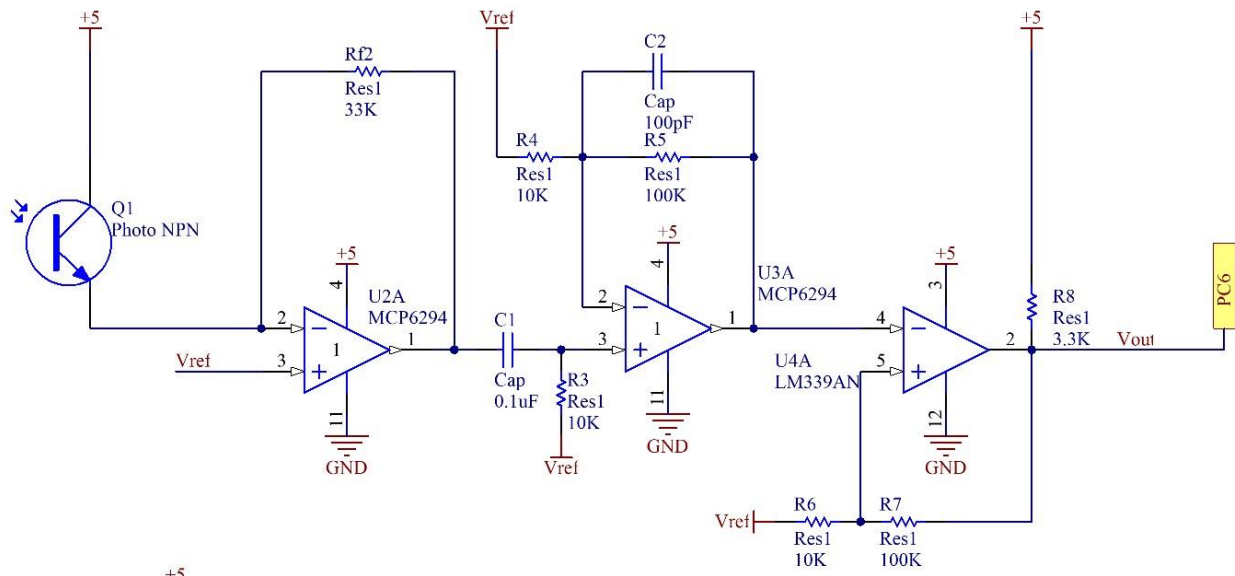 +5
Vref
+5
C2
Cap
100pF
Rf2
Res1
33K
R4
Res1
10K
R5
Res1
100K
Q1
Photo NPN
+5
4
U2A
MCP6294
2
1
1
3
Vref
11
GND
C1
Cap
0.1uF
R3
Res1
10K
Vref
+5
4
U3A
MCP6294
2
1
1
3
11
GND
+5
3
4
2
5
U4A
LM339AN
12
GND
R8
Res1
3.3K
Vout
PC6
Vref
R6
Res1
10K
R7
Res1
100K
+5